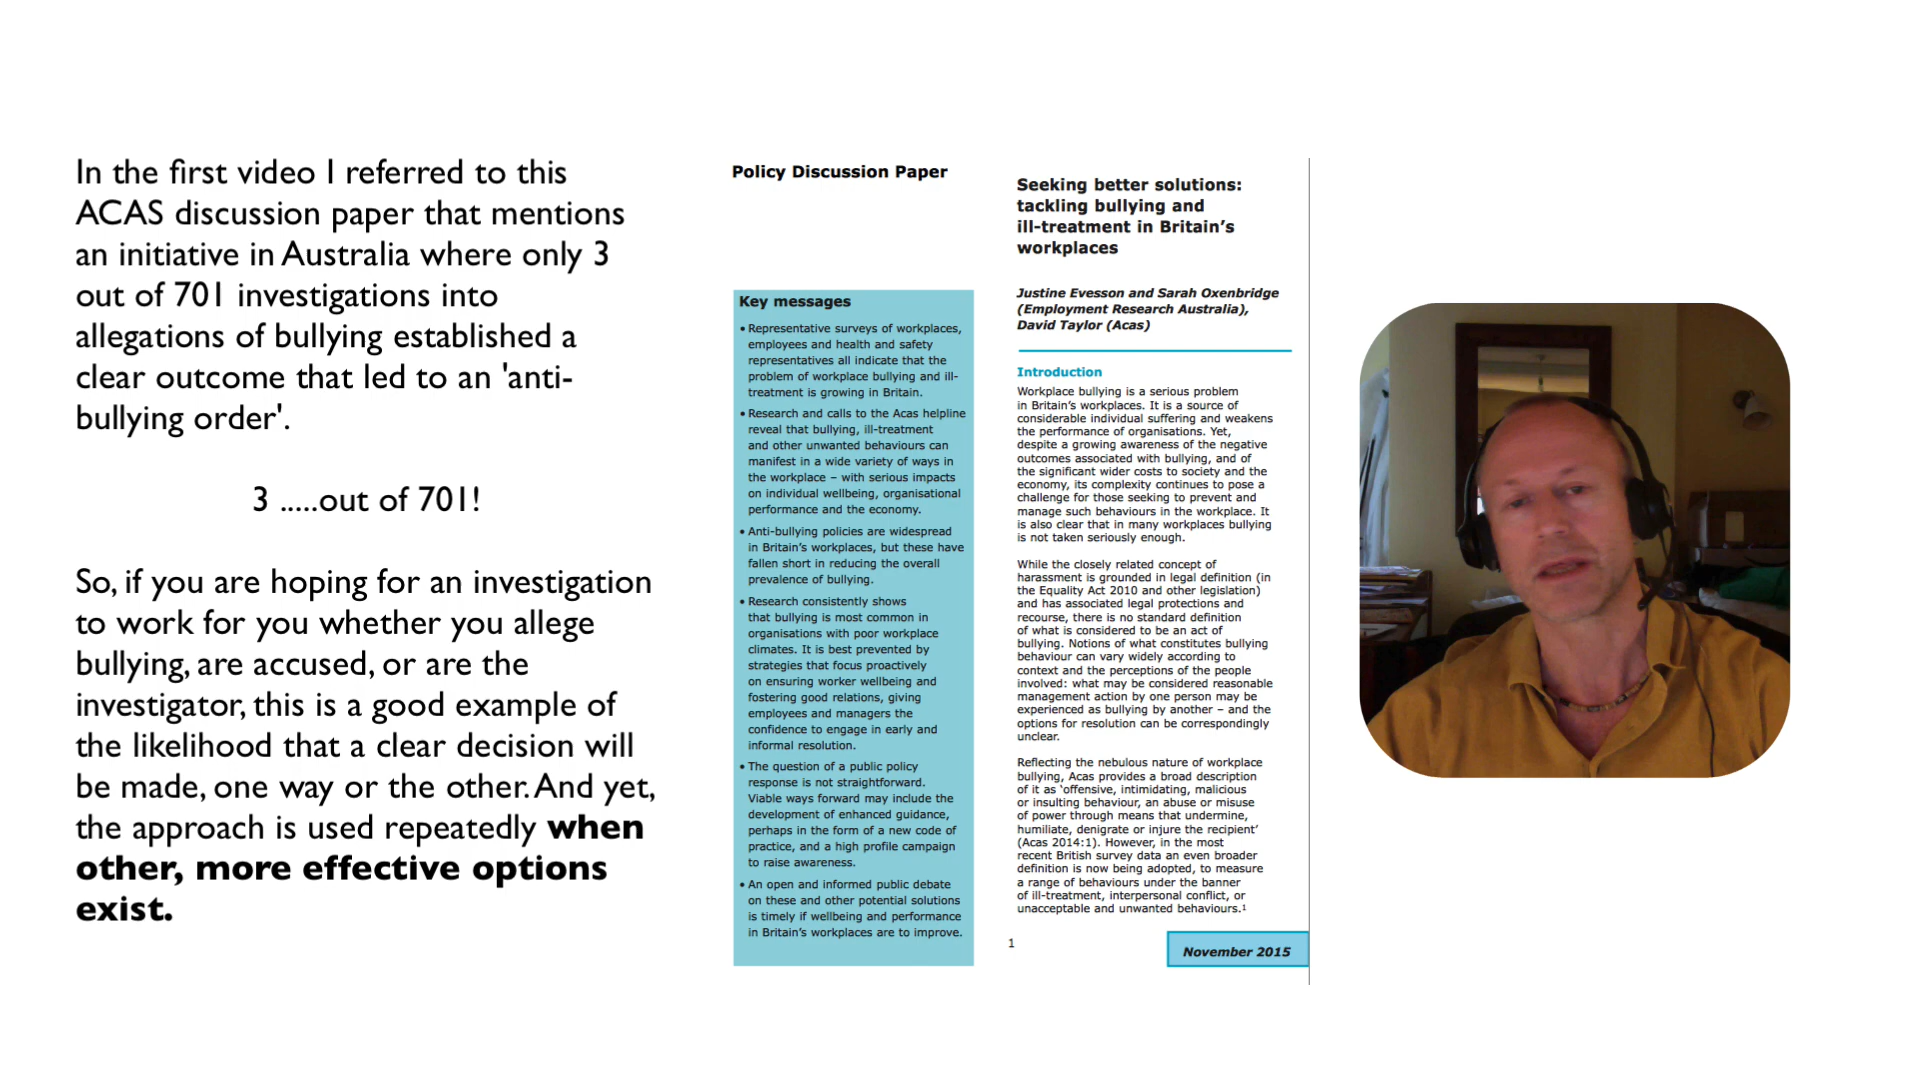 In the first video I referred to this
ACAS discussion paper that mentions
an initiative in Australia where only 3
out of 701 investigations into
allegations of bullying established a
clear outcome that led to an 'anti-
bullying order'.
3 .....out of 701!
So, if you are hoping for an investigation
to work for you whether you allege
bullying, are accused, or are the
investigator, this is a good example of
the likelihood that a clear decision will
be made, one way or the other. And yet,
the approach is used repeatedly when
other, more effective options
exist.
Policy Discussion Paper
Key messages
• Representative surveys of workplaces,
employees and health and safety
representatives all indicate that the
problem of workplace bullying and ill-
treatment is growing in Britain.
• Research and calls to the Acas helpline
reveal that bullying, ill-treatment
and other unwanted behaviours can
manifest in a wide variety of ways in
the workplace – with serious impacts
on individual wellbeing, organisational
performance and the economy.
• Anti-bullying policies are widespread
in Britain's workplaces, but these have
fallen short in reducing the overall
prevalence of bullying.
• Research consistently shows
that bullying is most common in
organisations with poor workplace
climates. It is best prevented by
strategies that focus proactively
on ensuring worker wellbeing and
fostering good relations, giving
employees and managers the
confidence to engage in early and
informal resolution.
• The question of a public policy
response is not straightforward.
Viable ways forward may include the
development of enhanced guidance,
perhaps in the form of a new code of
practice, and a high profile campaign
to raise awareness.
• An open and informed public debate
on these and other potential solutions
is timely if wellbeing and performance
in Britain's workplaces are to improve.
Seeking better solutions:
tackling bullying and
ill-treatment in Britain's
workplaces
Justine Evesson and Sarah Oxenbridge
(Employment Research Australia),
David Taylor (Acas)
Introduction
Workplace bullying is a serious problem
in Britain's workplaces. It is a source of
considerable individual suffering and weakens
the performance of organisations. Yet,
despite a growing awareness of the negative
outcomes associated with bullying, and of
the significant wider costs to society and the
economy, its complexity continues to pose a
challenge for those seeking to prevent and
manage such behaviours in the workplace. It
is also clear that in many workplaces bullying
is not taken seriously enough.
While the closely related concept of
harassment is grounded in legal definition (in
the Equality Act 2010 and other legislation)
and has associated legal protections and
recourse, there is no standard definition
of what is considered to be an act of
bullying. Notions of what constitutes bullying
behaviour can vary widely according to
context and the perceptions of the people
involved: what may be considered reasonable
management action by one person may be
experienced as bullying by another – and the
options for resolution can be correspondingly
unclear.
Reflecting the nebulous nature of workplace
bullying, Acas provides a broad description
of it as 'offensive, intimidating, malicious
or insulting behaviour, an abuse or misuse
of power through means that undermine,
humiliate, denigrate or injure the recipient'
(Acas 2014:1). However, in the most
recent British survey data an even broader
definition is now being adopted, to measure
a range of behaviours under the banner
of ill-treatment, interpersonal conflict, or
unacceptable and unwanted behaviours.¹
1
November 2015